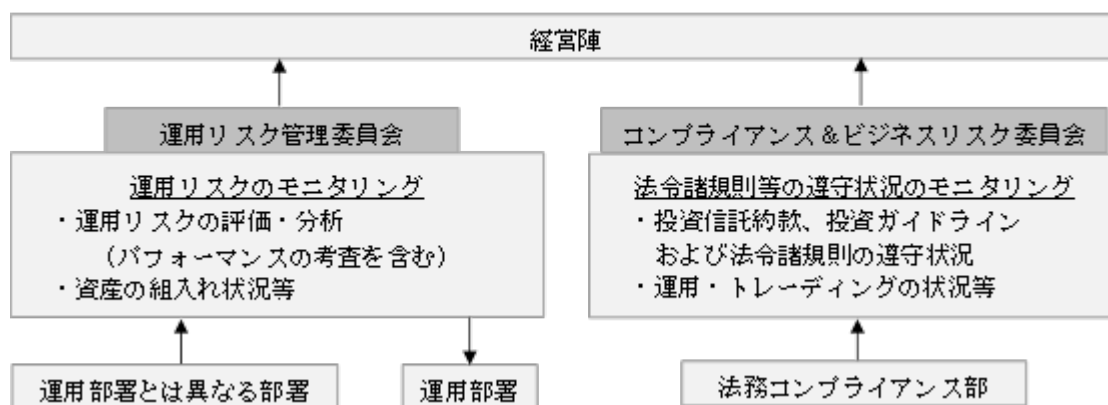 経営陣
運用リスク管理委員会
運用リスクのモニタリング
・運用リスクの評価・分析
（パフォーマンスの考査を含む）
・資産の組入れ状況等
運用部署とは異なる部署
運用部署
コンプライアンス＆ビジネスリスク委員会
法令諸規則等の遵守状況のモニタリング
・投資信託約款、投資ガイドライン
および法令諸規則の遵守状況
・運用・トレーディングの状況等
法務コンプライアンス部